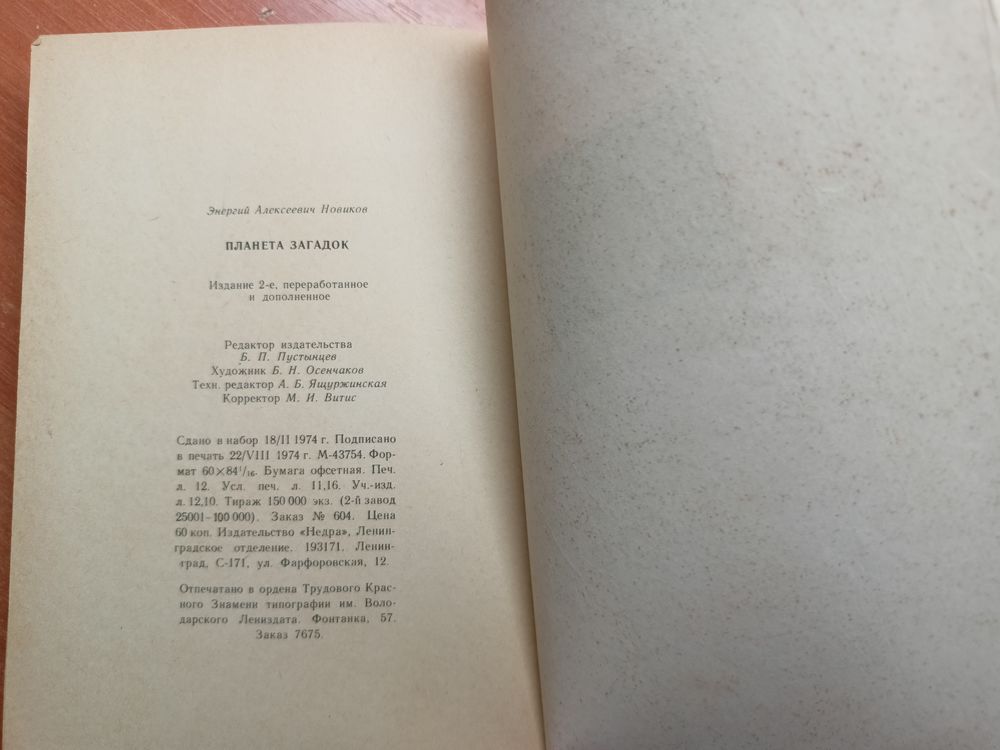 Энергий Алексеевич Новиков
ПЛАНЕТА ЗАГАДОК
Издание 2-е, переработанное
и дополненное
Редактор издательства
Б. П. Пустынцев
Художник Б. Н. Осенчаков
Техн. редактор А. Б. Ящуржинская
Корректор М. И. Витис
Сдано в набор 18/II 1974 г. Подписано
в печать 22/VIII 1974 г. М-43754. Фор-
мат 60×84¹/₁₆. Бумага офсетная. Печ.
л. 12. Усл. печ. л. 11,16. Уч.-изд.
л. 12,10. Тираж 150 000 экз. (2-й завод
25001–100 000). Заказ № 604. Цена
60 коп. Издательство «Недра», Ленин-
градское отделение. 193171. Ленин-
град, С-171, ул. Фарфоровская, 12.
Отпечатано в ордена Трудового Крас-
ного Знамени типографии им. Воло-
дарского Лениздата. Фонтанка, 57.
Заказ 7675.